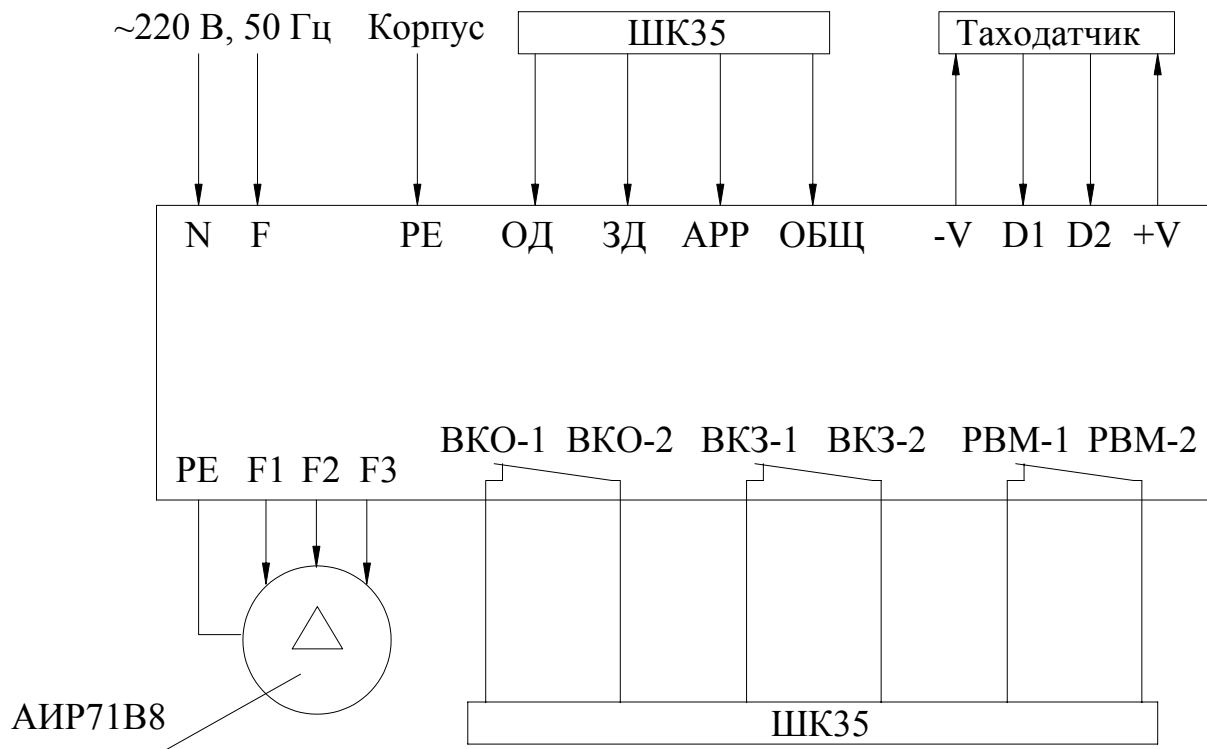 ~220 В, 50 Гц Корпус ШК35 Таходатчик
N F PE ОД ЗД АРР ОБЩ -V D1 D2 +V
ВКО-1 ВКО-2 ВКЗ-1 ВКЗ-2 РВМ-1 РВМ-2
PE F1 F2 F3
АИР71В8
ШК35